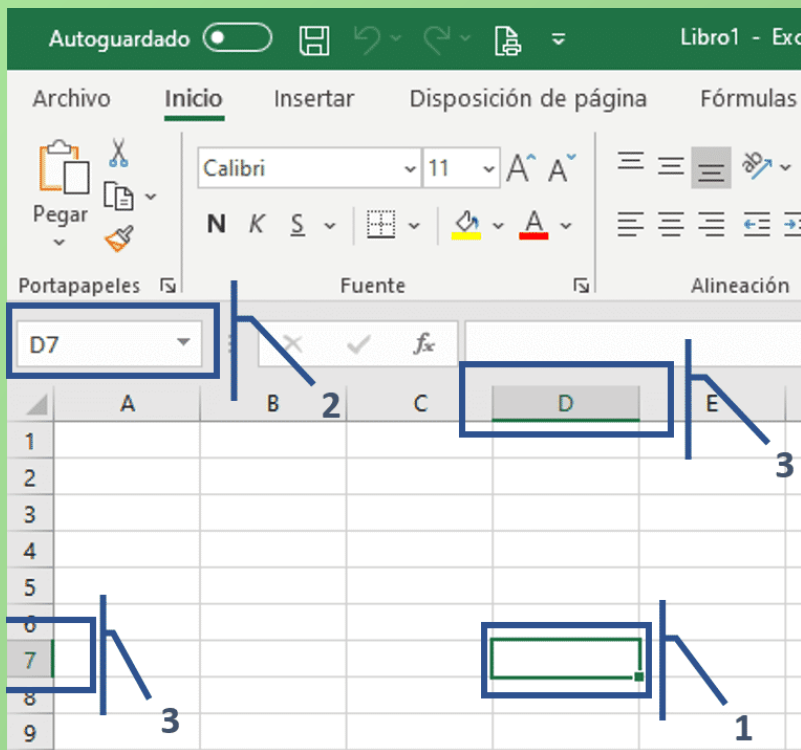 Autoguardado Libro1 - Exc
Archivo Inicio Insertar Disposición de página Fórmulas
Calibri 11 A A
ab
Pegar
N K S A
Portapapeles Fuente Alineación
D7 fx
2
A B C D E
3
1
2
3
4
5
6
7
8
9
3
1